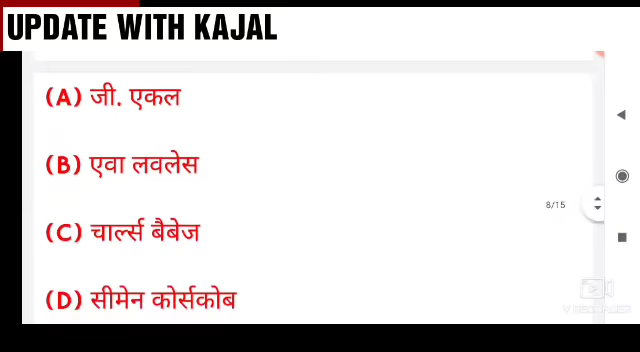 UPDATE WITH KAJAL
(A) जी. एकल
(B) एवा लवलेस
(C) चार्ल्स बैबेज
8/15
(D) सीमेन कोर्सकोब